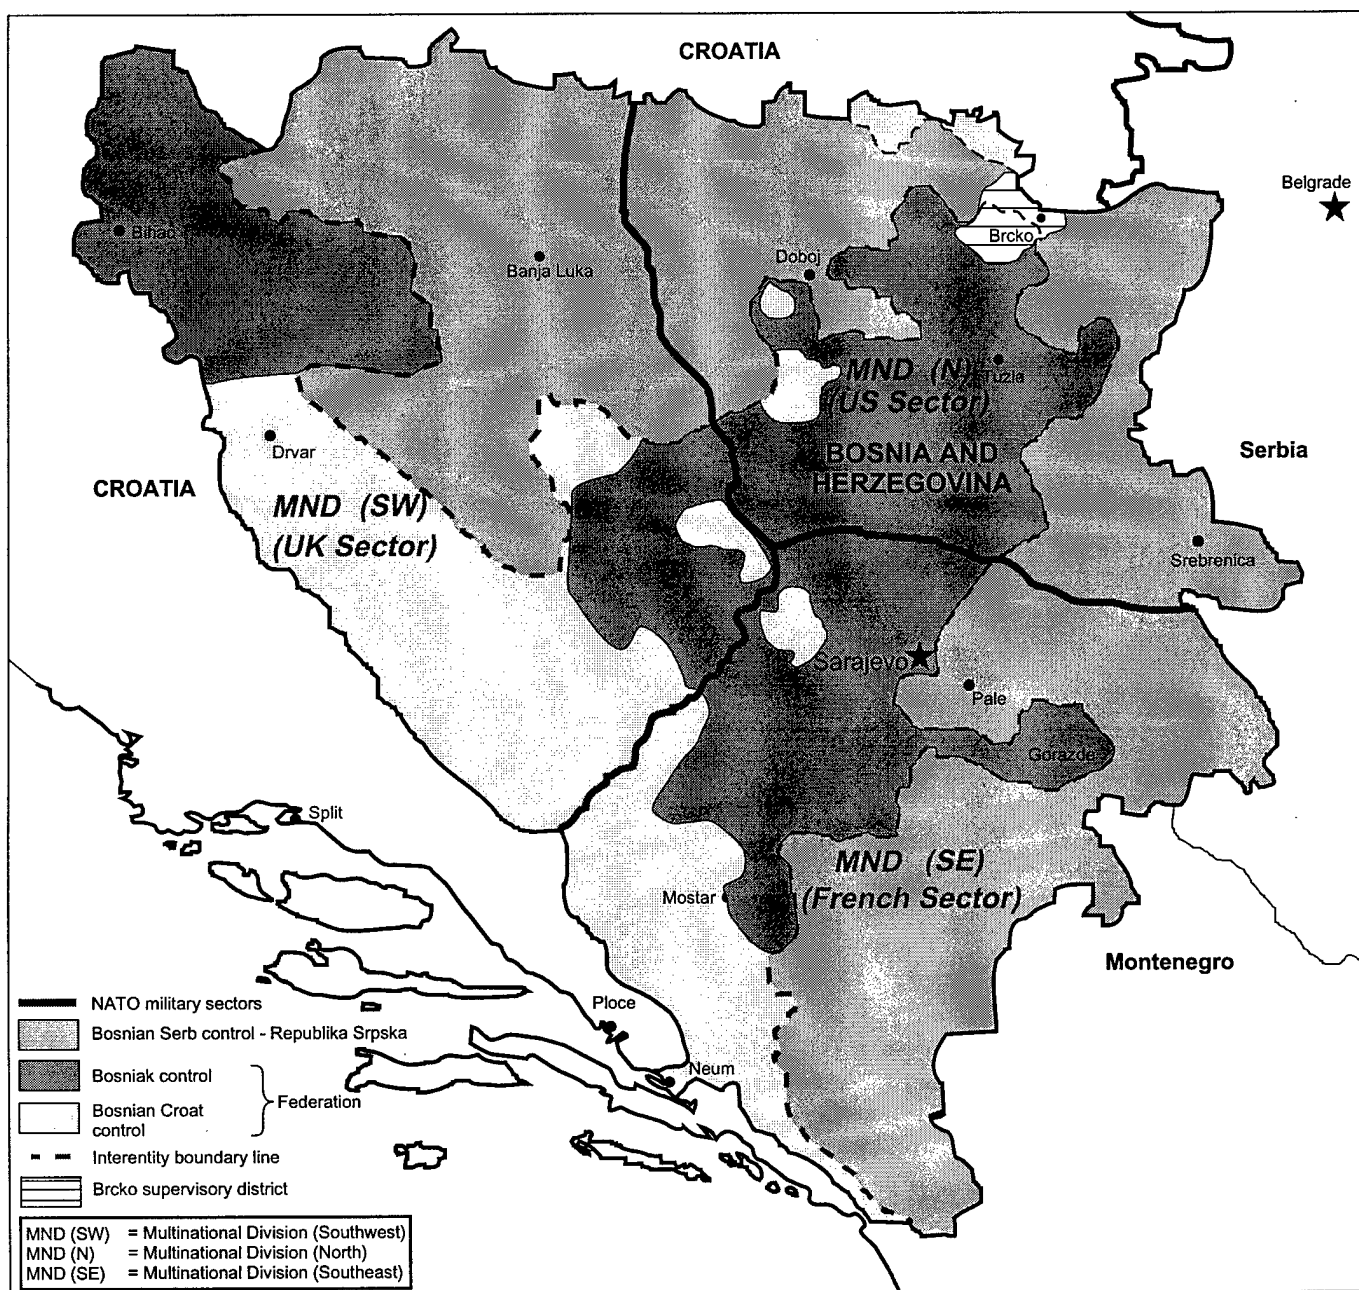 CROATIA
Belgrade
Bihac
Banja Luka
Doboj
Brcko
MND (N)
Tuzla
(US Sector)
Drvar
CROATIA
BOSNIA AND
HERZEGOVINA
Serbia
MND (SW)
(UK Sector)
Srebrenica
Sarajevo
Pale
Gorazde
Split
MND (SE)
(French Sector)
Mostar
Montenegro
Ploce
Neum
NATO military sectors
Bosnian Serb control - Republika Srpska
Bosniak control
Federation
Bosnian Croat
control
Interentity boundary line
Brcko supervisory district
MND (SW) = Multinational Division (Southwest)
MND (N) = Multinational Division (North)
MND (SE) = Multinational Division (Southeast)